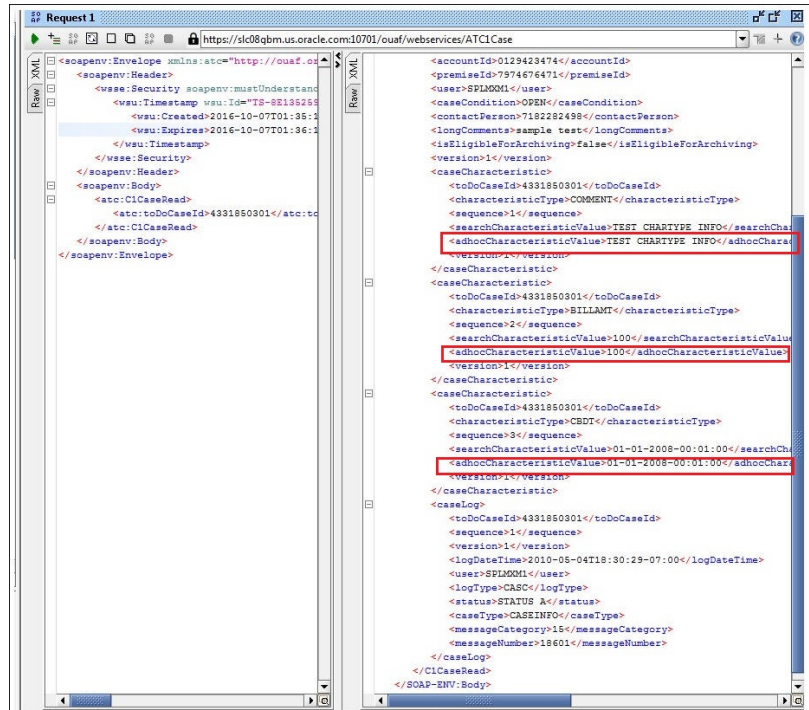 Request 1
https://slc08qbm.us.oracle.com:10701/ouaf/webservices/ATC1Case
XML
Raw
<soapenv:Envelope xmlns:atc="http://ouaf.or
<soapenv:Header>
<wsse:Security soapenv:mustUnderstand
<wsu:Timestamp wsu:Id="TS-8E135259
<wsu:Created>2016-10-07T01:35:1
<wsu:Expires>2016-10-07T01:36:1
</wsu:Timestamp>
</wsse:Security>
</soapenv:Header>
<soapenv:Body>
<atc:C1CaseRead>
<atc:toDoCaseId>4331850301</atc:to
</atc:C1CaseRead>
</soapenv:Body>
</soapenv:Envelope>
XML
Raw
<accountId>0129423474</accountId>
<premiseId>7974676471</premiseId>
<user>SPLMXM1</user>
<caseCondition>OPEN</caseCondition>
<contactPerson>7182282498</contactPerson>
<longComments>sample test</longComments>
<isEligibleForArchiving>false</isEligibleForArchiving>
<version>1</version>
<caseCharacteristic>
<toDoCaseId>4331850301</toDoCaseId>
<characteristicType>COMMENT</characteristicType>
<sequence>1</sequence>
<searchCharacteristicValue>TEST CHARTYPE INFO</searchChar
<adhocCharacteristicValue>TEST CHARTYPE INFO</adhocCharac
<version>1</version>
</caseCharacteristic>
<caseCharacteristic>
<toDoCaseId>4331850301</toDoCaseId>
<characteristicType>BILLAMT</characteristicType>
<sequence>2</sequence>
<searchCharacteristicValue>100</searchCharacteristicValue
<adhocCharacteristicValue>100</adhocCharacteristicValue>
<version>1</version>
</caseCharacteristic>
<caseCharacteristic>
<toDoCaseId>4331850301</toDoCaseId>
<characteristicType>CBDT</characteristicType>
<sequence>3</sequence>
<searchCharacteristicValue>01-01-2008-00:01:00</searchCh
<adhocCharacteristicValue>01-01-2008-00:01:00</adhocChara
<version>1</version>
</caseCharacteristic>
<caseLog>
<toDoCaseId>4331850301</toDoCaseId>
<sequence>1</sequence>
<version>1</version>
<logDateTime>2010-05-04T18:30:29-07:00</logDateTime>
<user>SPLMXM1</user>
<logType>CASC</logType>
<status>STATUS A</status>
<caseType>CASEINFO</caseType>
<messageCategory>15</messageCategory>
<messageNumber>18601</messageNumber>
</caseLog>
</C1CaseRead>
</SOAP-ENV:Body>